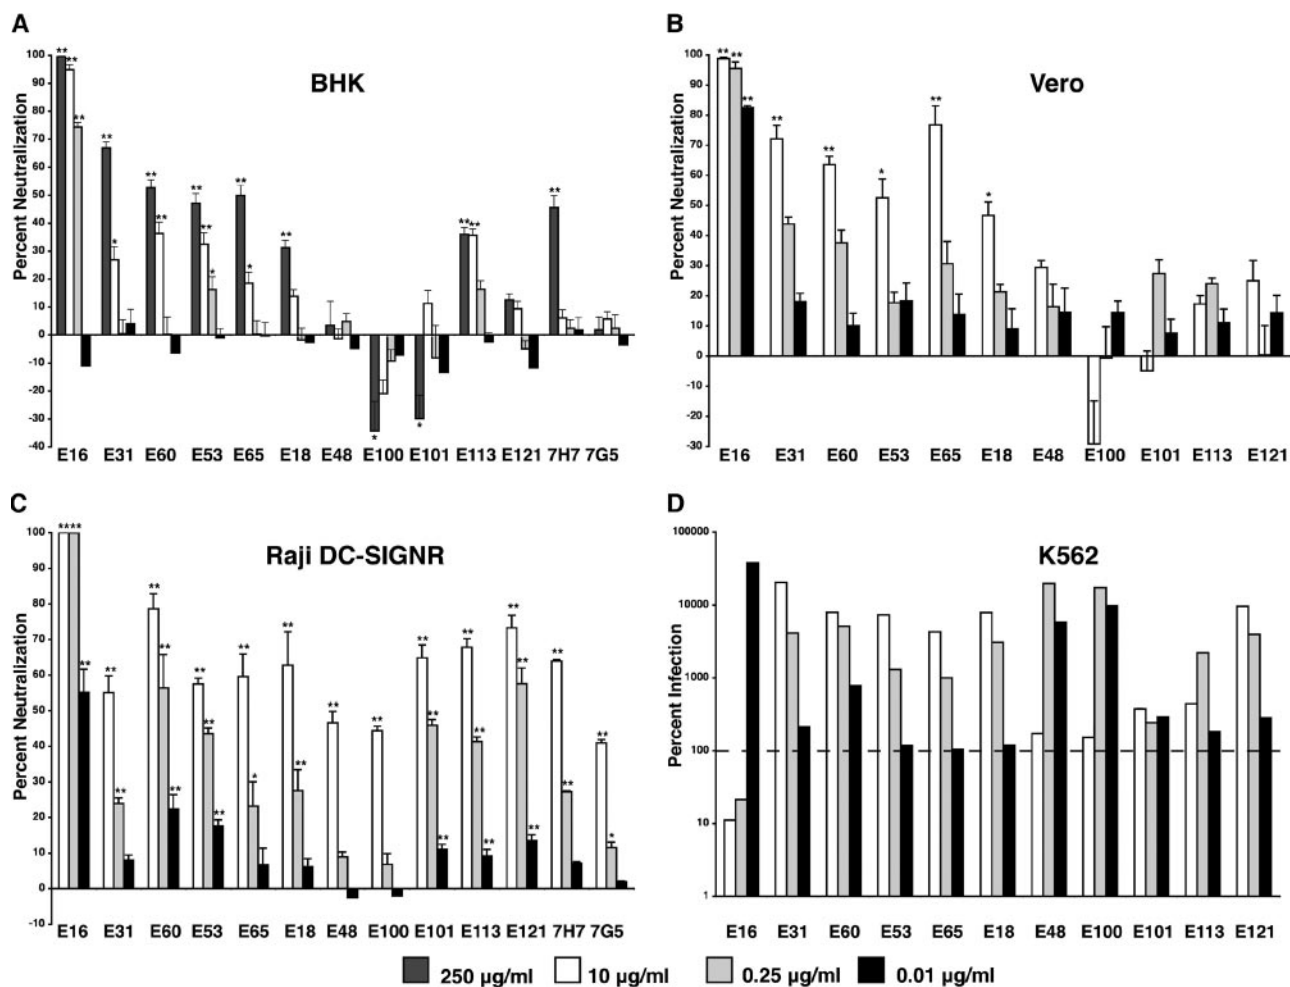 A
BHK
Percent Neutralization
100
90
80
70
60
50
40
30
20
10
0
-10
-20
-30
-40
** ** ** ** * ** ** ** ** * ** * ** * * ** ** **
E16 E31 E60 E53 E65 E18 E48 E100 E101 E113 E121 7H7 7G5
B
Vero
Percent Neutralization
100
90
80
70
60
50
40
30
20
10
0
-10
-20
-30
** ** ** ** ** * ** *
E16 E31 E60 E53 E65 E18 E48 E100 E101 E113 E121
C
Raji DC-SIGNR
Percent Neutralization
100
90
80
70
60
50
40
30
20
10
0
-10
**** ** ** ** ** ** ** ** ** ** ** * ** ** ** ** ** ** ** ** ** ** ** ** ** ** ** ** *
E16 E31 E60 E53 E65 E18 E48 E100 E101 E113 E121 7H7 7G5
D
K562
Percent Infection
100000
10000
1000
100
10
1
E16 E31 E60 E53 E65 E18 E48 E100 E101 E113 E121
250 µg/ml 10 µg/ml 0.25 µg/ml 0.01 µg/ml